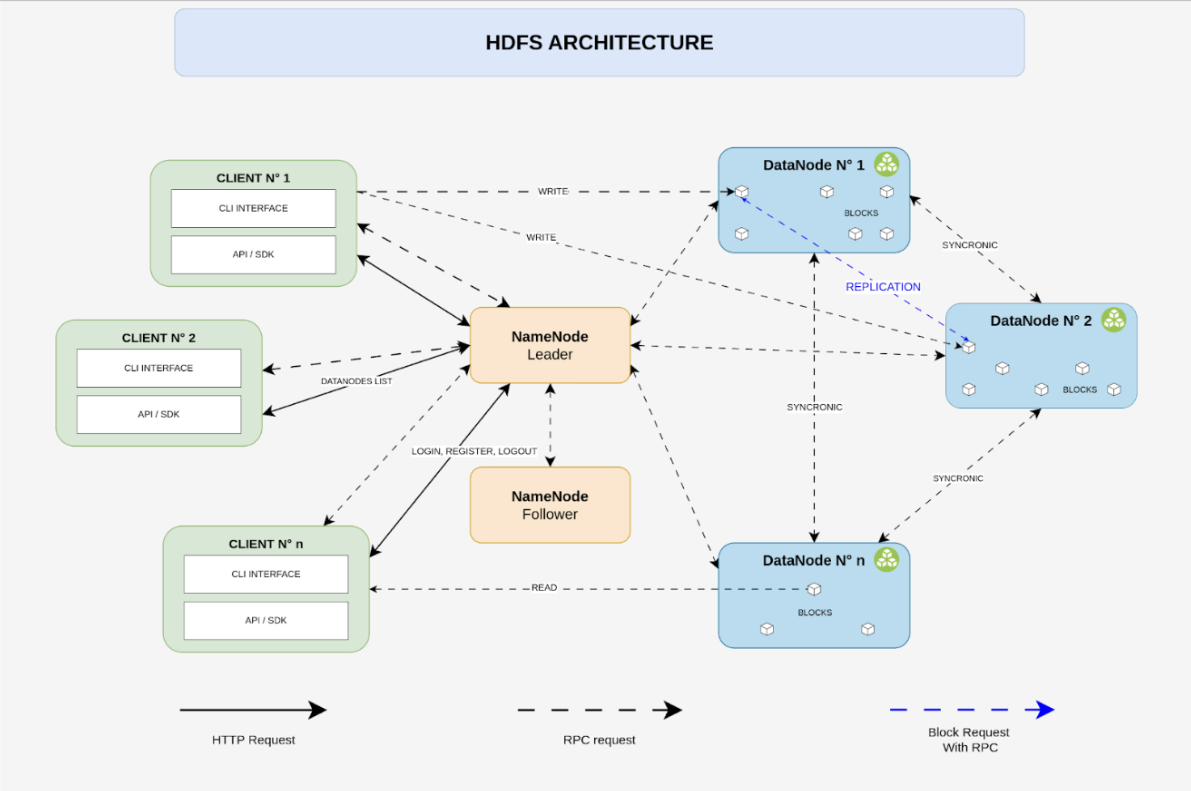 HDFS ARCHITECTURE
CLIENT N° 1
CLI INTERFACE
API / SDK
WRITE
WRITE
DataNode N° 1
BLOCKS
SYNCRONIC
REPLICATION
CLIENT N° 2
CLI INTERFACE
API / SDK
DATANODES LIST
NameNode
Leader
DataNode N° 2
BLOCKS
SYNCRONIC
LOGIN, REGISTER, LOGOUT
SYNCRONIC
NameNode
Follower
CLIENT N° n
CLI INTERFACE
API / SDK
READ
DataNode N° n
BLOCKS
HTTP Request
RPC request
Block Request
With RPC